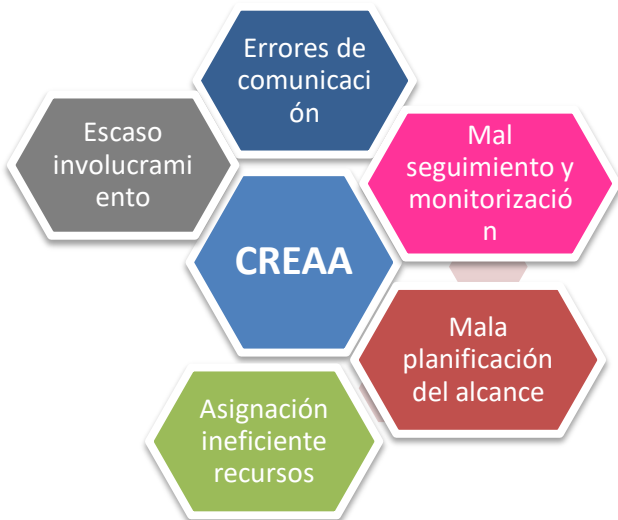 Errores de
comunicaci
ón
Escaso
involucrami
ento
Mal
seguimiento y
monitorizació
n
CREAA
Mala
planificación
del alcance
Asignación
ineficiente
recursos